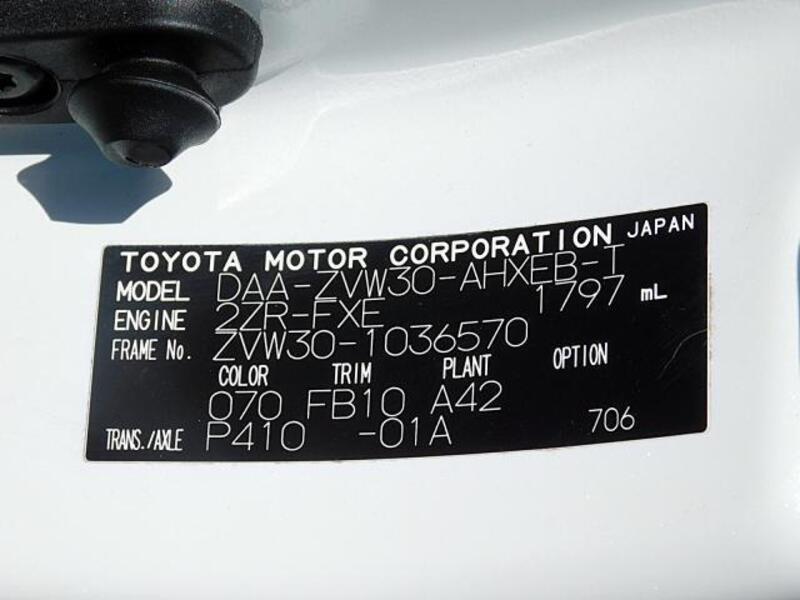 TOYOTA MOTOR CORPORATION JAPAN
MODEL DAA-ZVW30-AHXEB-T
ENGINE 2ZR-FXE 1797 mL
FRAME No. ZVW30-1036570
COLOR TRIM PLANT OPTION
070 FB10 A42
TRANS./AXLE P410 -01A 706